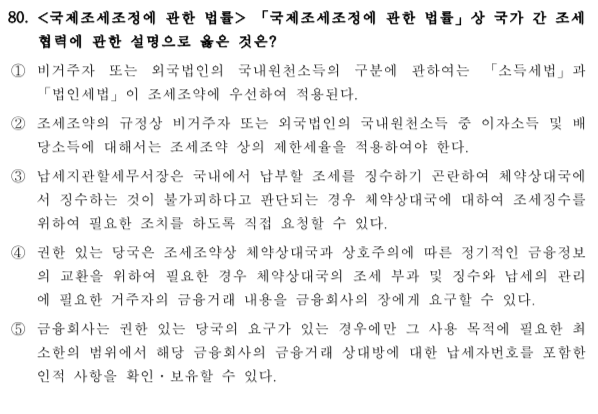 80. <국제조세조정에 관한 법률> 「국제조세조정에 관한 법률」상 국가 간 조세
협력에 관한 설명으로 옳은 것은?
① 비거주자 또는 외국법인의 국내원천소득의 구분에 관하여는 「소득세법」과
「법인세법」이 조세조약에 우선하여 적용된다.
② 조세조약의 규정상 비거주자 또는 외국법인의 국내원천소득 중 이자소득 및 배
당소득에 대해서는 조세조약 상의 제한세율을 적용하여야 한다.
③ 납세지관할세무서장은 국내에서 납부할 조세를 징수하기 곤란하여 체약상대국에
서 징수하는 것이 불가피하다고 판단되는 경우 체약상대국에 대하여 조세징수를
위하여 필요한 조치를 하도록 직접 요청할 수 있다.
④ 권한 있는 당국은 조세조약상 체약상대국과 상호주의에 따른 정기적인 금융정보
의 교환을 위하여 필요한 경우 체약상대국의 조세 부과 및 징수와 납세의 관리
에 필요한 거주자의 금융거래 내용을 금융회사의 장에게 요구할 수 있다.
⑤ 금융회사는 권한 있는 당국의 요구가 있는 경우에만 그 사용 목적에 필요한 최
소한의 범위에서 해당 금융회사의 금융거래 상대방에 대한 납세자번호를 포함한
인적 사항을 확인・보유할 수 있다.